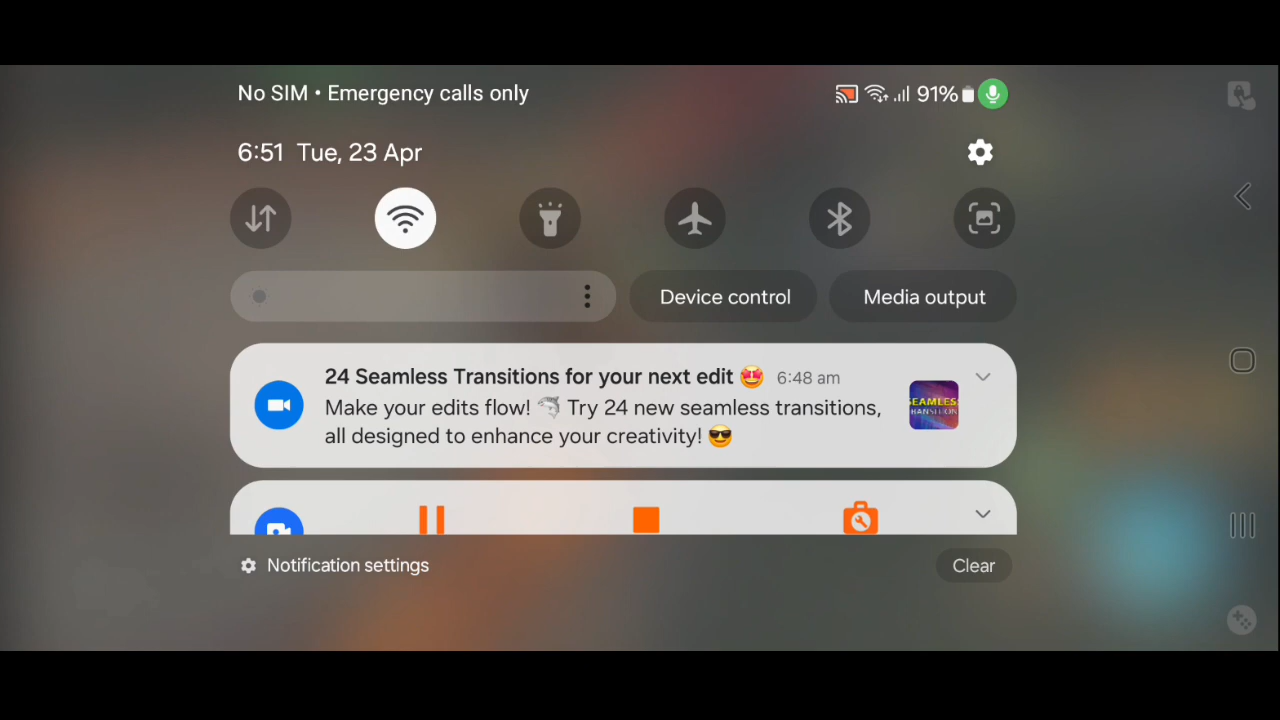 No SIM • Emergency calls only
91%
6:51 Tue, 23 Apr
Device control
Media output
24 Seamless Transitions for your next edit 🤩 6:48 am
Make your edits flow! 🦈 Try 24 new seamless transitions,
all designed to enhance your creativity! 😎
SEAMLESS
TRANSITION
Notification settings
Clear